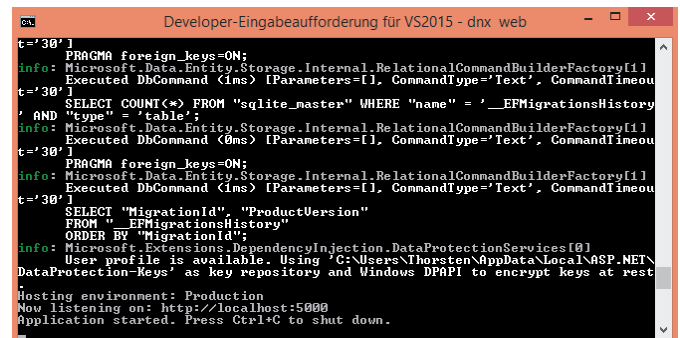 Developer-Eingabeaufforderung für VS2015 - dnx web
t='30']
PRAGMA foreign_keys=ON;
info: Microsoft.Data.Entity.Storage.Internal.RelationalCommandBuilderFactory[1]
Executed DbCommand (1ms) [Parameters=[], CommandType='Text', CommandTimeou
t='30']
SELECT COUNT(*) FROM "sqlite_master" WHERE "name" = '__EFMigrationsHistory
' AND "type" = 'table';
info: Microsoft.Data.Entity.Storage.Internal.RelationalCommandBuilderFactory[1]
Executed DbCommand (0ms) [Parameters=[], CommandType='Text', CommandTimeou
t='30']
PRAGMA foreign_keys=ON;
info: Microsoft.Data.Entity.Storage.Internal.RelationalCommandBuilderFactory[1]
Executed DbCommand (1ms) [Parameters=[], CommandType='Text', CommandTimeou
t='30']
SELECT "MigrationId", "ProductVersion"
FROM "__EFMigrationsHistory"
ORDER BY "MigrationId";
info: Microsoft.Extensions.DependencyInjection.DataProtectionServices[0]
User profile is available. Using 'C:\Users\Thorsten\AppData\Local\ASP.NET\
DataProtection-Keys' as key repository and Windows DPAPI to encrypt keys at rest
.
Hosting environment: Production
Now listening on: http://localhost:5000
Application started. Press Ctrl+C to shut down.